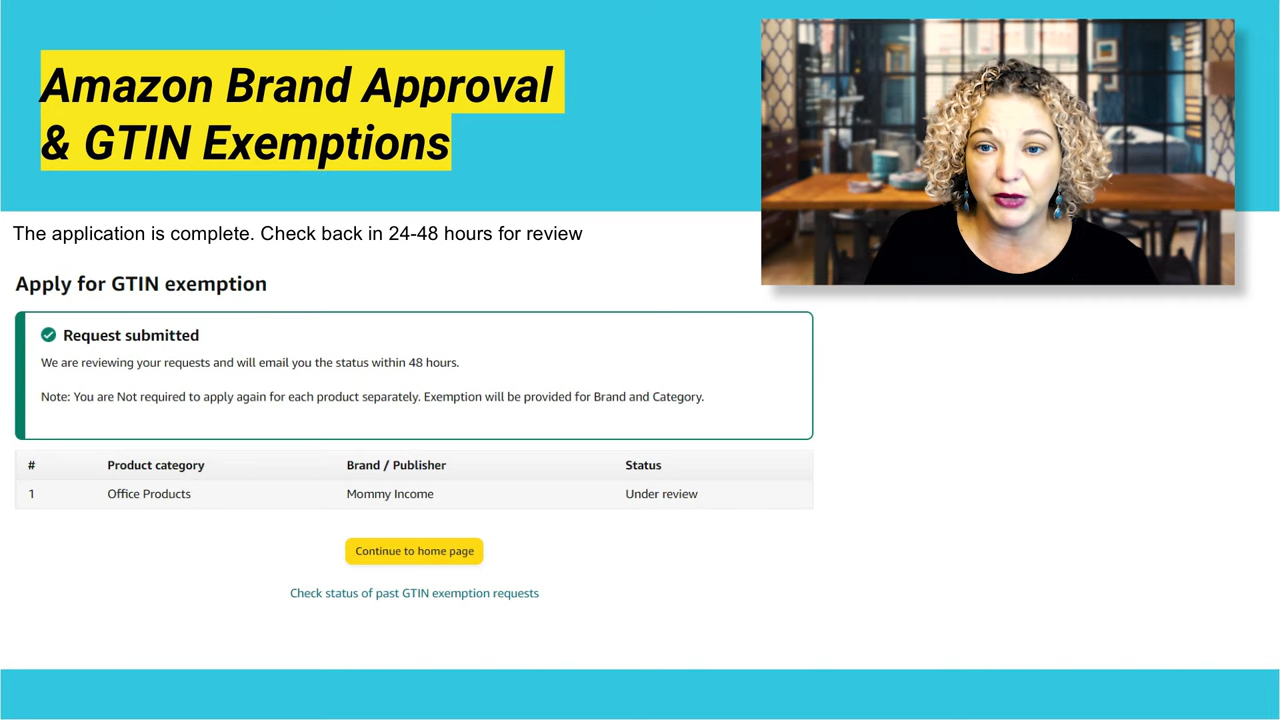 Amazon Brand Approval
& GTIN Exemptions
The application is complete. Check back in 24-48 hours for review
Apply for GTIN exemption
Request submitted
We are reviewing your requests and will email you the status within 48 hours.
Note: You are Not required to apply again for each product separately. Exemption will be provided for Brand and Category.
# Product category Brand / Publisher Status
1 Office Products Mommy Income Under review
Continue to home page
Check status of past GTIN exemption requests